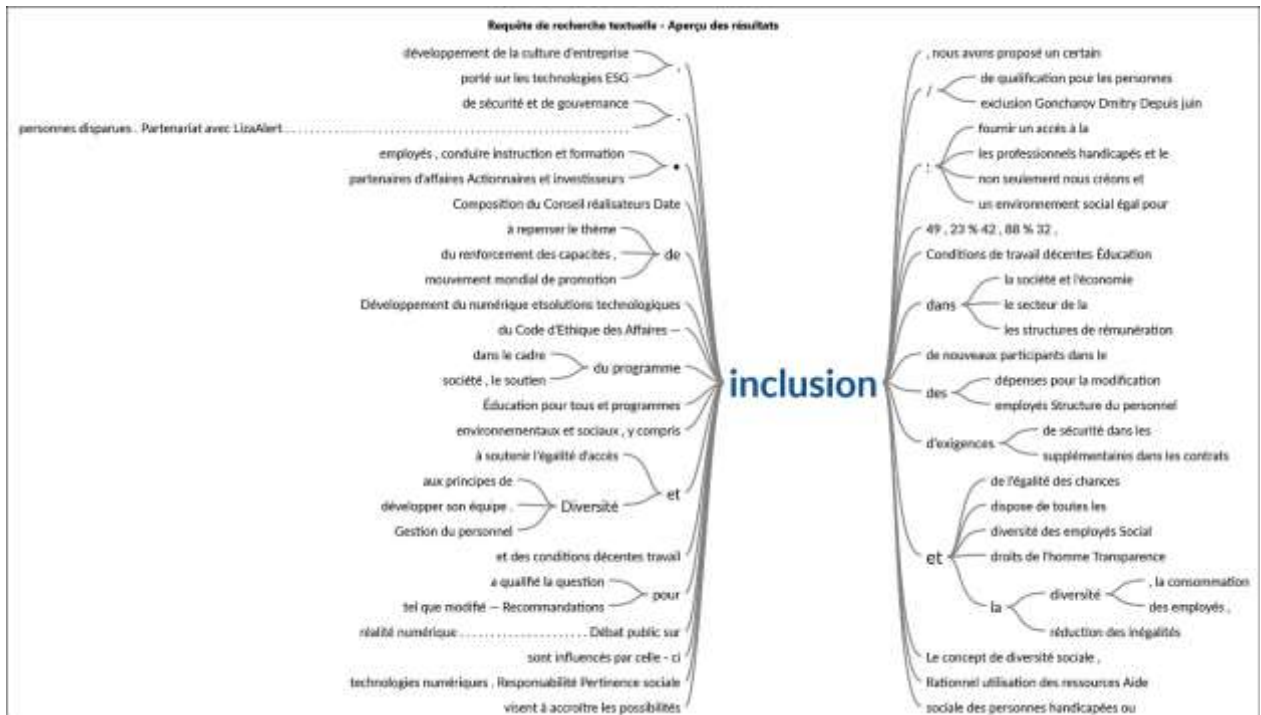 Requête de recherche textuelle - Aperçu des résultats
développement de la culture d'entreprise
porté sur les technologies ESG
,
de sécurité et de gouvernance
personnes disparues . Partenariat avec LizaAlert . . . . . . . . . . . . . . . . . . . . . . . . . . . . . . . . . . . . . . . . . . . . . . . . . . . . . . . .
.
employés , conduire instruction et formation
partenaires d'affaires Actionnaires et investisseurs
•
Composition du Conseil réalisateurs Date
à repenser le thème
du renforcement des capacités ,
mouvement mondial de promotion
de
Développement du numérique etsolutions technologiques
du Code d'Ethique des Affaires –
dans le cadre
société , le soutien
du programme
Éducation pour tous et programmes
environnementaux et sociaux , y compris
à soutenir l'égalité d'accès
aux principes de
développer son équipe .
Gestion du personnel
Diversité
et
et des conditions décentes travail
a qualifié la question
tel que modifié – Recommandations
pour
réalité numérique . . . . . . . . . . . . . . . . . . . . . Débat public sur
sont influencés par celle - ci
technologies numériques . Responsabilité Pertinence sociale
visent à accroître les possibilités
inclusion
, nous avons proposé un certain
/
de qualification pour les personnes
exclusion Goncharov Dmitry Depuis juin
:
fournir un accès à la
les professionnels handicapés et le
non seulement nous créons et
un environnement social égal pour
49 , 23 % 42 , 88 % 32 ,
Conditions de travail décentes Éducation
dans
la société et l'économie
le secteur de la
les structures de rémunération
de nouveaux participants dans le
des
dépenses pour la modification
employés Structure du personnel
d'exigences
de sécurité dans les
supplémentaires dans les contrats
et
de l'égalité des chances
dispose de toutes les
diversité des employés Social
droits de l'homme Transparence
la
diversité
, la consommation
des employés ,
réduction des inégalités
Le concept de diversité sociale ,
Rationnel utilisation des ressources Aide
sociale des personnes handicapées ou